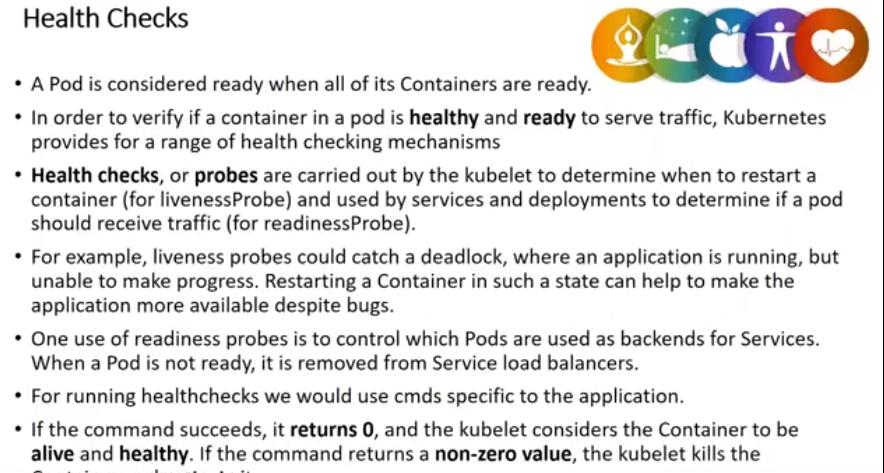 Health Checks
• A Pod is considered ready when all of its Containers are ready.
• In order to verify if a container in a pod is healthy and ready to serve traffic, Kubernetes
provides for a range of health checking mechanisms
• Health checks, or probes are carried out by the kubelet to determine when to restart a
container (for livenessProbe) and used by services and deployments to determine if a pod
should receive traffic (for readinessProbe).
• For example, liveness probes could catch a deadlock, where an application is running, but
unable to make progress. Restarting a Container in such a state can help to make the
application more available despite bugs.
• One use of readiness probes is to control which Pods are used as backends for Services.
When a Pod is not ready, it is removed from Service load balancers.
• For running healthchecks we would use cmds specific to the application.
• If the command succeeds, it returns 0, and the kubelet considers the Container to be
alive and healthy. If the command returns a non-zero value, the kubelet kills the